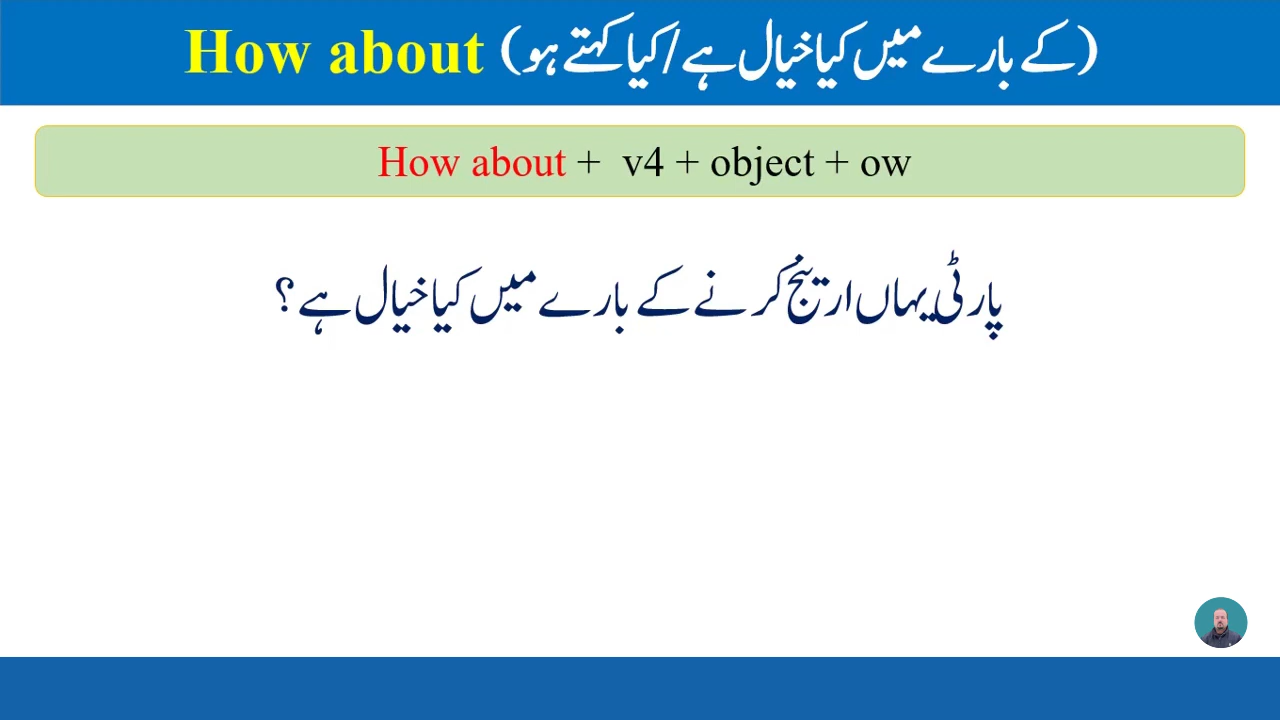 How about (کے بارے میں کیا خیال ہے/کیا کہتے ہو)
How about + v4 + object + ow
پارٹی یہاں ارینج کرنے کے بارے میں کیا خیال ہے؟